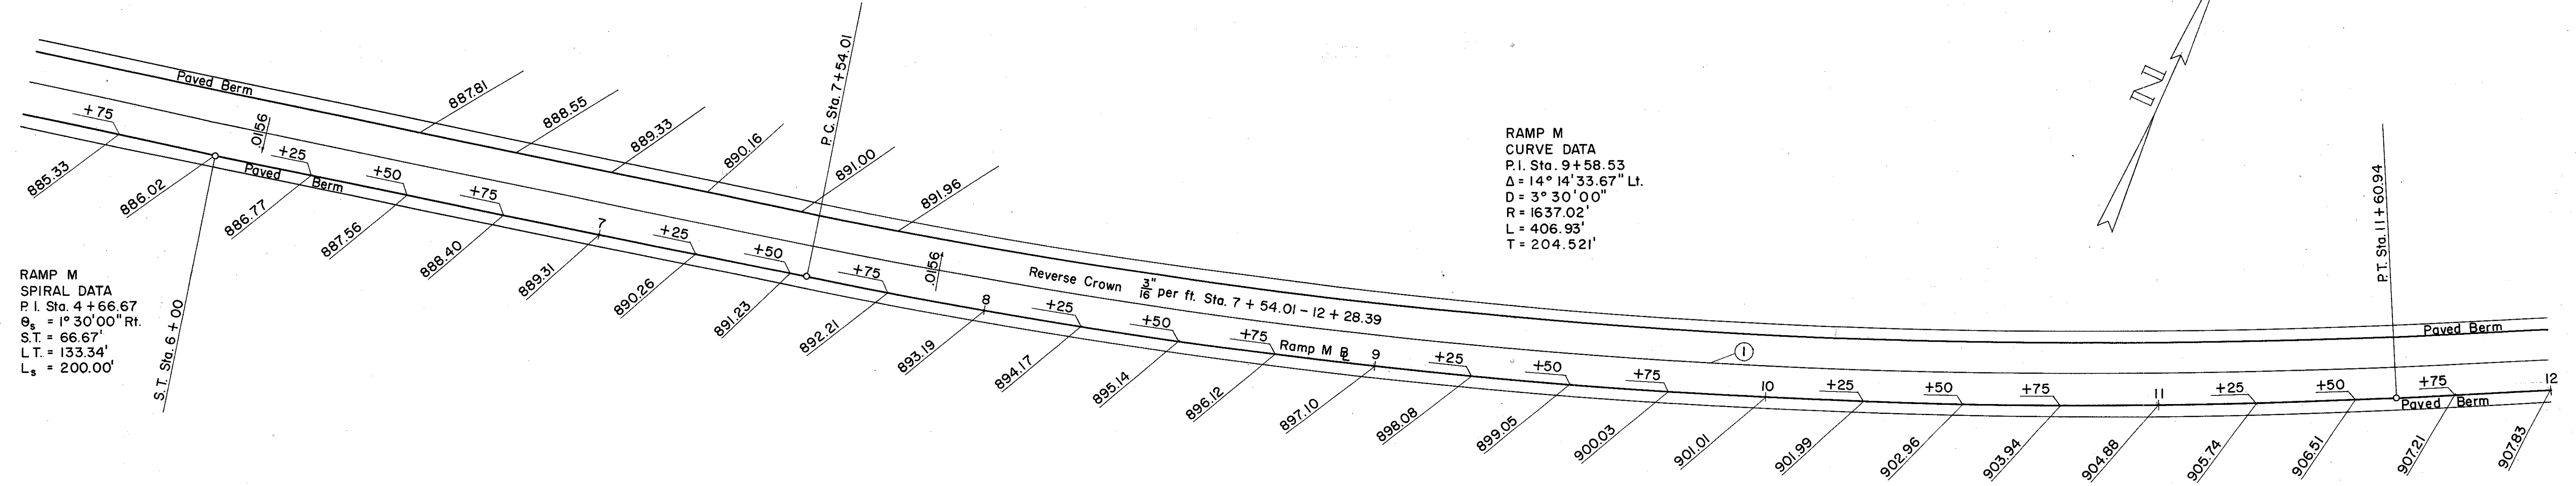 Paved Berm
887.81
888.55
889.33
890.16
P.C. Sta. 7+54.01
891.00
891.96
+75
.0156
+25
+50
+75
7
+25
+50
+75
8
+25
+50
+75
9
+25
+50
+75
10
+25
+50
+75
11
+25
+50
+75
12
Paved Berm
885.33
886.02
886.77
887.56
888.40
889.31
890.26
891.23
892.21
893.19
894.17
895.14
896.12
897.10
898.08
899.05
900.03
901.01
901.99
902.96
903.94
904.88
905.74
906.51
907.21
907.83
.0156
Reverse Crown 3/16" per ft. Sta. 7 + 54.01 - 12 + 28.39
Ramp M B̲L
1
Paved Berm
Paved Berm
P.T. Sta. 11+60.94
N
RAMP M
CURVE DATA
P.I. Sta. 9+58.53
Δ = 14° 14' 33.67" Lt.
D = 3° 30' 00"
R = 1637.02'
L = 406.93'
T = 204.521'
RAMP M
SPIRAL DATA
P.I. Sta. 4+66.67
θs = 1° 30' 00" Rt.
S.T. = 66.67'
L.T. = 133.34'
Ls = 200.00'
S.T. Sta. 6+00